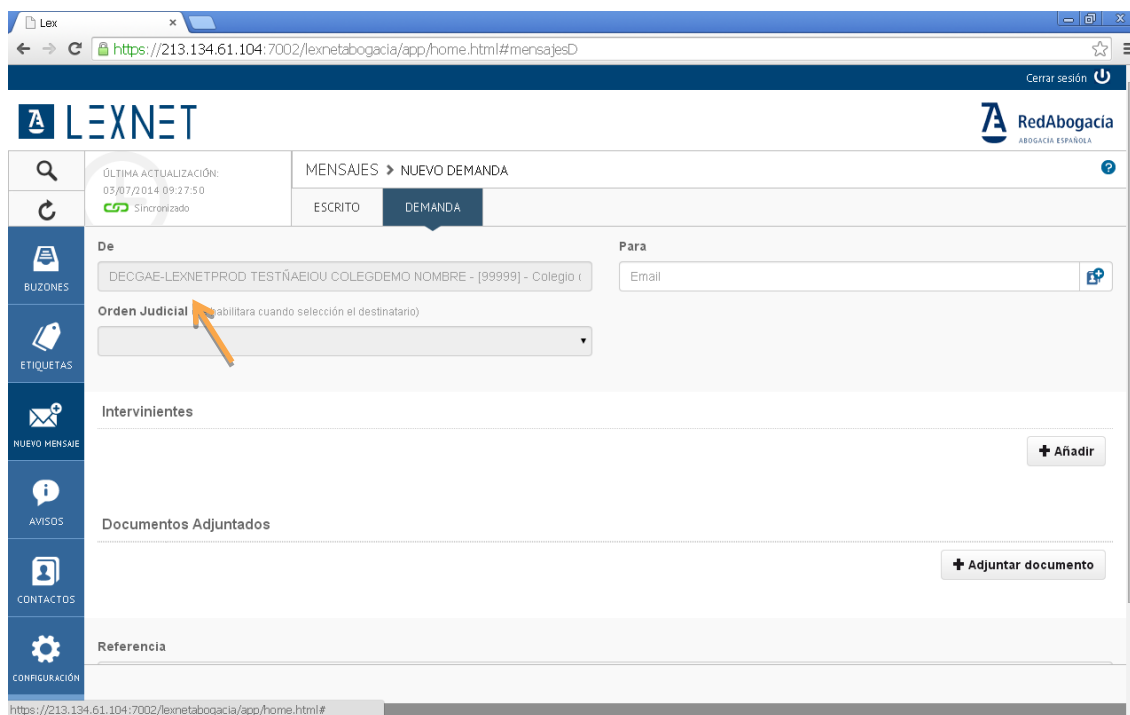 Lex
https://213.134.61.104:7002/lexnetabogacia/app/home.html#mensajesD
Cerrar sesión
LEXNET
RedAbogacía
ABOGACÍA ESPAÑOLA
ÚLTIMA ACTUALIZACIÓN:
03/07/2014 09:27:50
Sincronizado
MENSAJES > NUEVO DEMANDA
ESCRITO DEMANDA
BUZONES
ETIQUETAS
NUEVO MENSAJE
AVISOS
CONTACTOS
CONFIGURACIÓN
De
DECGAE-LEXNETPROD TESTÑAEIOU COLEGDEMO NOMBRE - [99999] - Colegio
Para
Email
Orden Judicial habilitara cuando selección el destinatario)
Intervinientes
+ Añadir
Documentos Adjuntados
+ Adjuntar documento
Referencia
https://213.134.61.104:7002/lexnetabogacia/app/home.html#